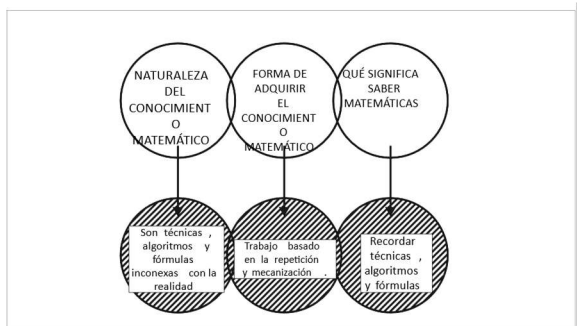 NATURALEZA
DEL
CONOCIMIENT
O
MATEMÁTICO
FORMA DE
ADQUIRIR
EL
CONOCIMIENT
O
MATEMÁTICO
QUÉ SIGNIFICA
SABER
MATEMÁTICAS
Son técnicas ,
algoritmos y
fórmulas
inconexas con la
realidad
Trabajo basado
en la repetición
y mecanización .
Recordar
técnicas ,
algoritmos
y fórmulas